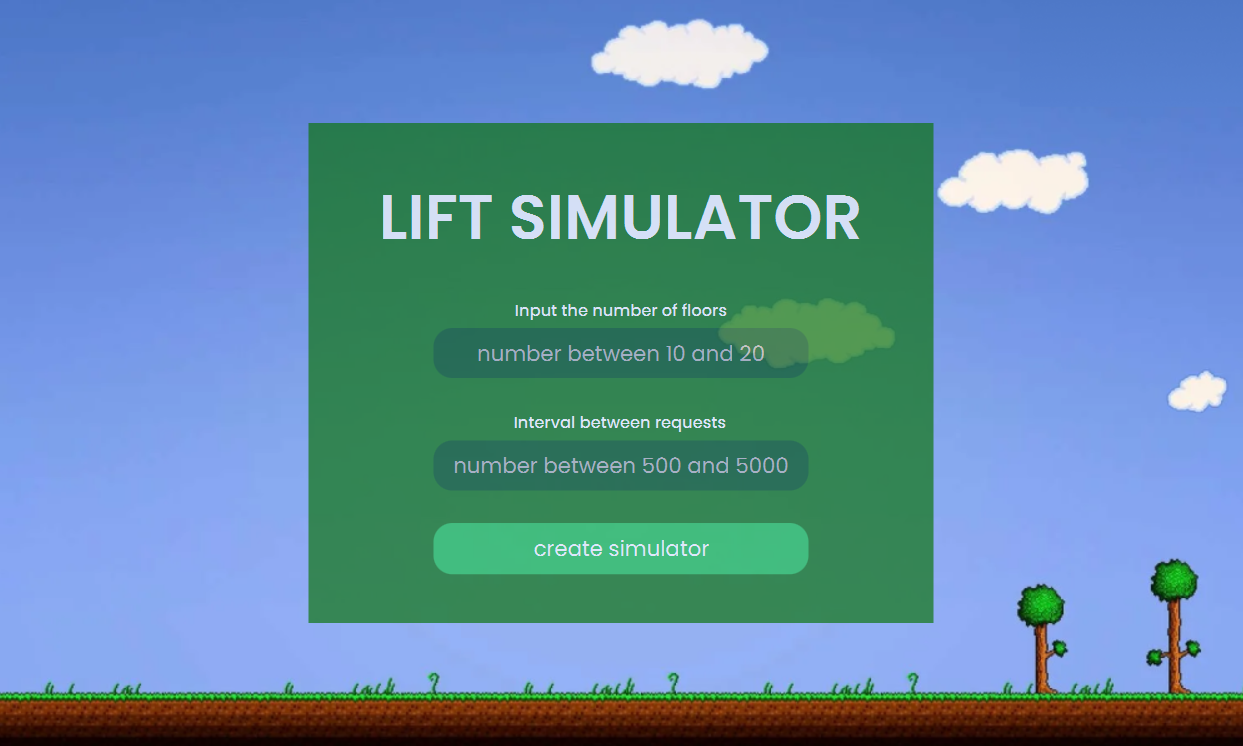 LIFT SIMULATOR
Input the number of floors
number between 10 and 20
Interval between requests
number between 500 and 5000
create simulator